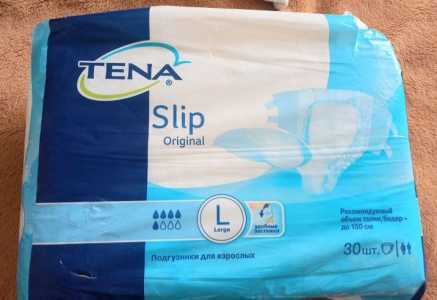 TENA®
Slip
Original
L
Large
удобные
застежки
Рекомендуемый
объем талии/бедер -
до 150 см
Подгузники для взрослых
30шт.